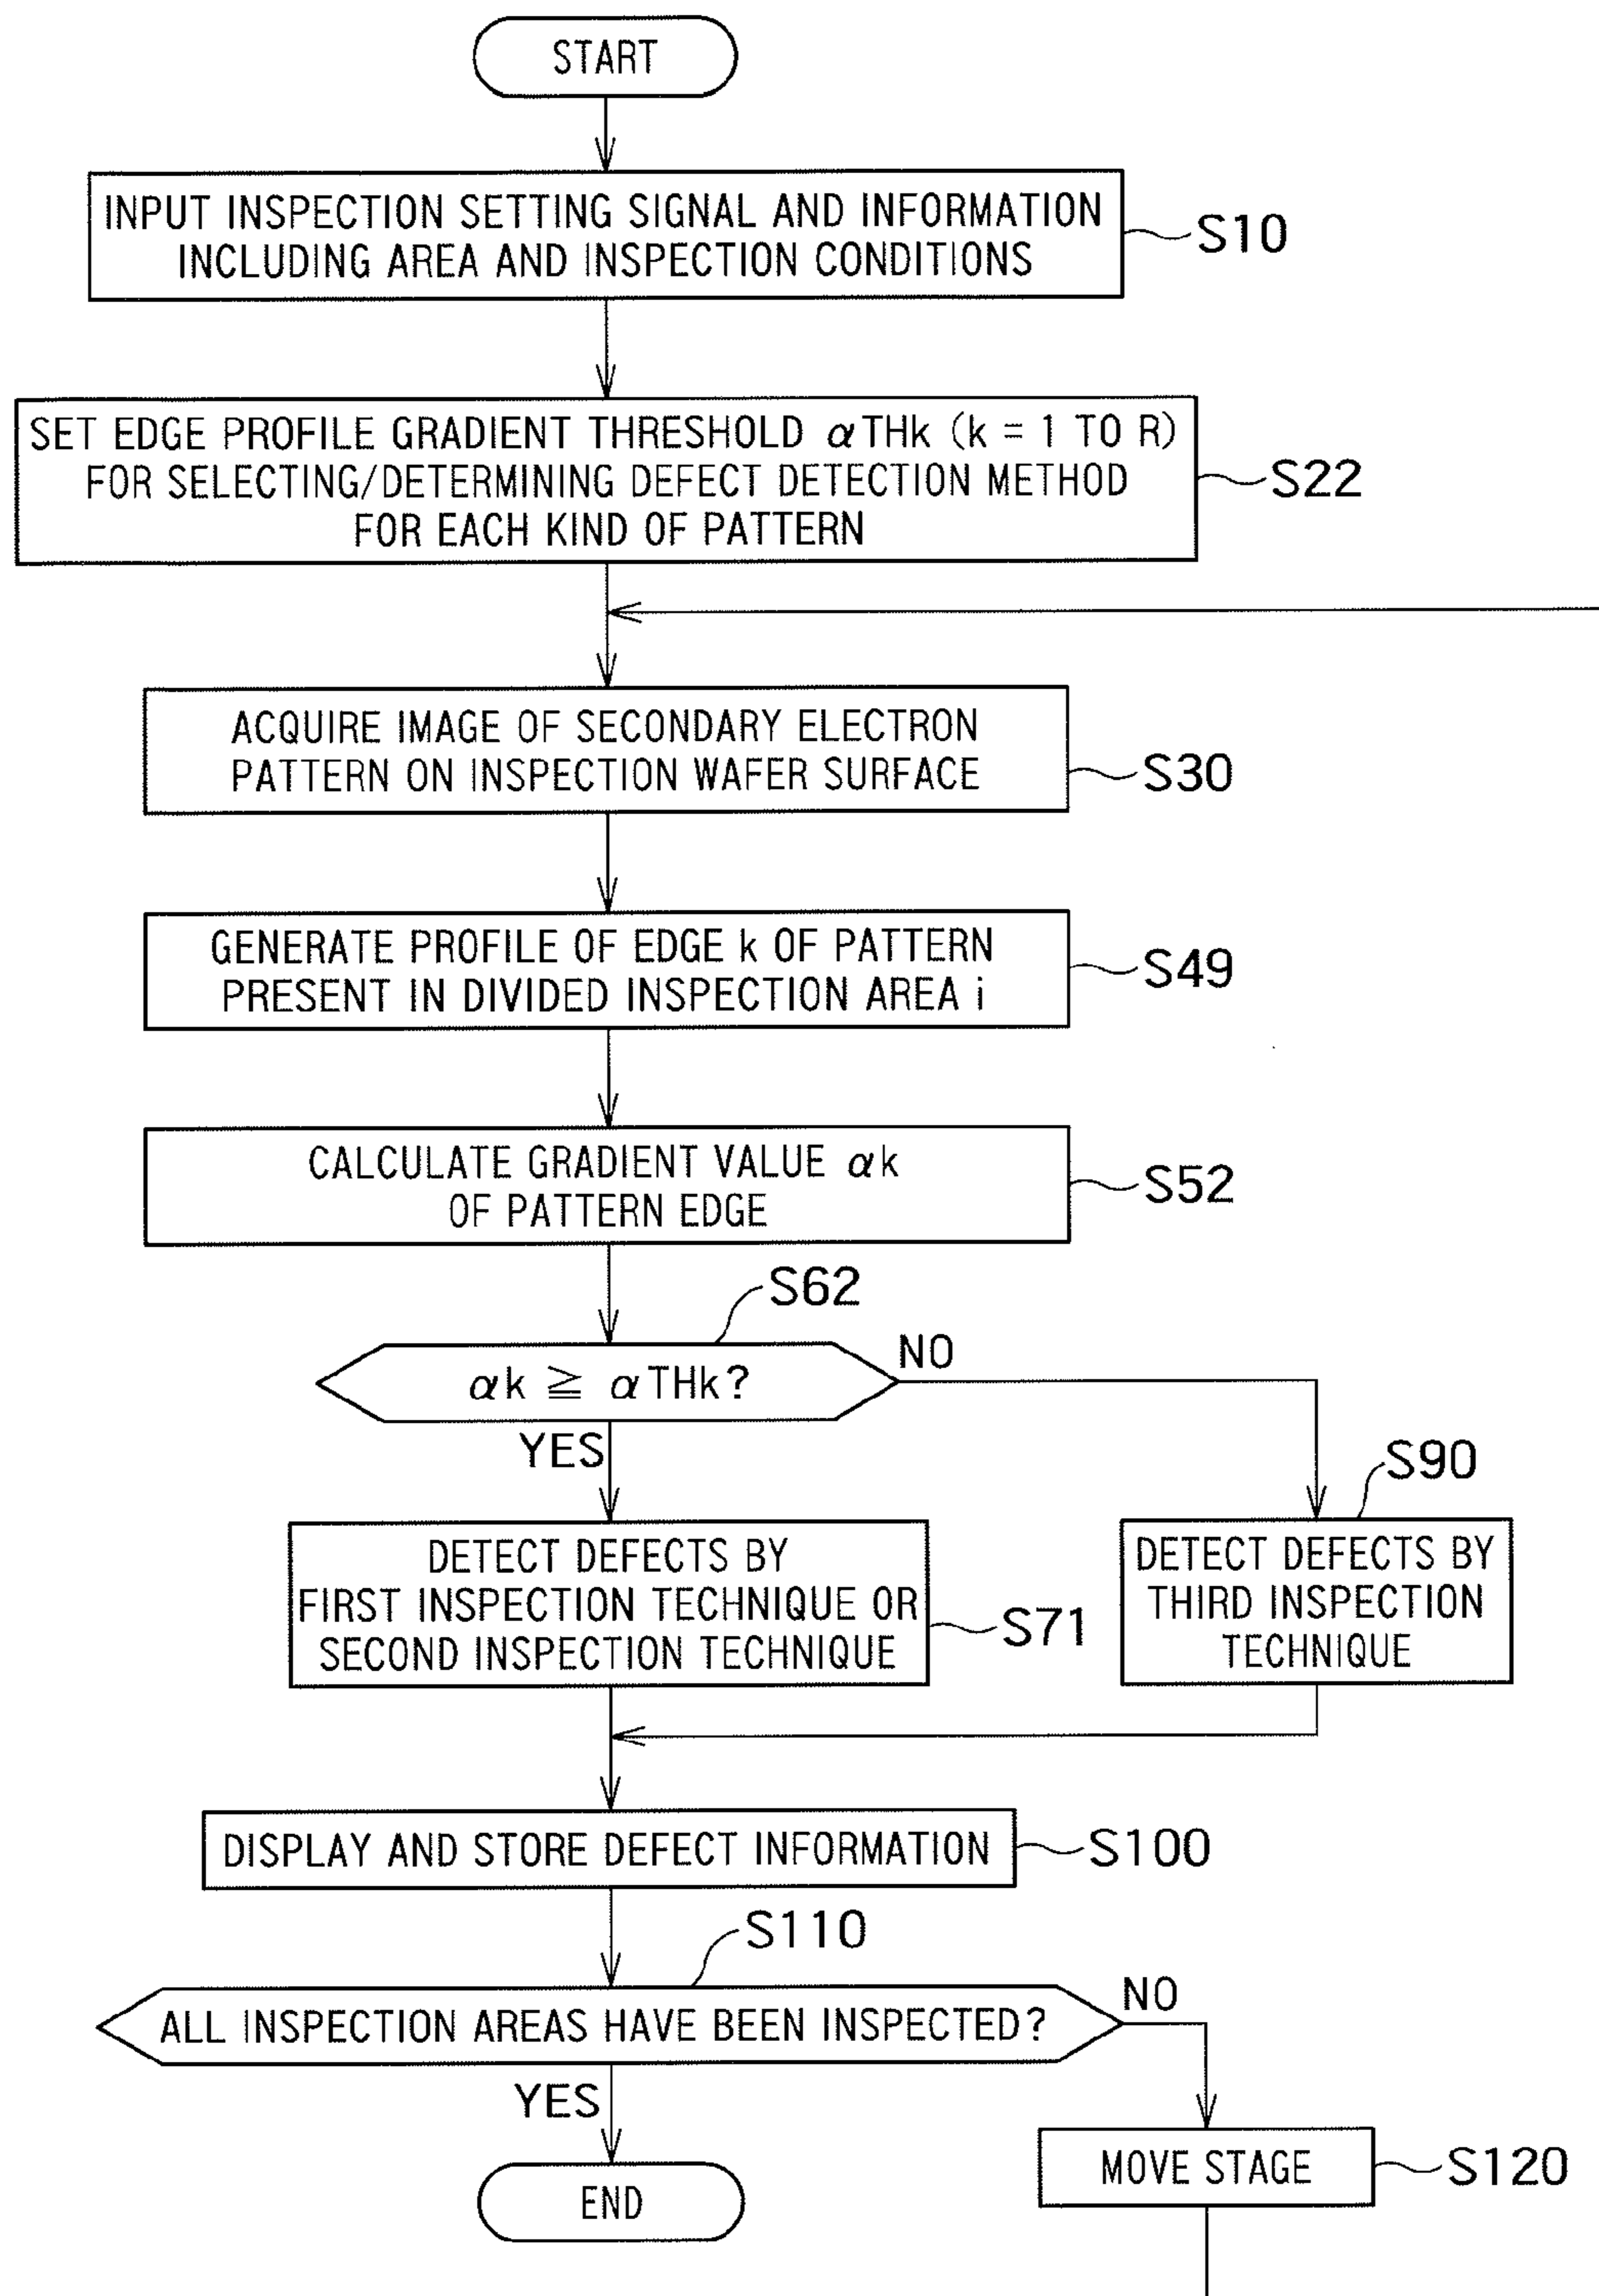 START
INPUT INSPECTION SETTING SIGNAL AND INFORMATION
INCLUDING AREA AND INSPECTION CONDITIONS
S10
SET EDGE PROFILE GRADIENT THRESHOLD αTHk (k = 1 TO R)
FOR SELECTING/DETERMINING DEFECT DETECTION METHOD
FOR EACH KIND OF PATTERN
S22
ACQUIRE IMAGE OF SECONDARY ELECTRON
PATTERN ON INSPECTION WAFER SURFACE
S30
GENERATE PROFILE OF EDGE k OF PATTERN
PRESENT IN DIVIDED INSPECTION AREA i
S49
CALCULATE GRADIENT VALUE αk
OF PATTERN EDGE
S52
S62
αk ≧ αTHk?
NO
YES
S90
DETECT DEFECTS BY
FIRST INSPECTION TECHNIQUE OR
SECOND INSPECTION TECHNIQUE
S71
DETECT DEFECTS BY
THIRD INSPECTION
TECHNIQUE
DISPLAY AND STORE DEFECT INFORMATION
S100
S110
ALL INSPECTION AREAS HAVE BEEN INSPECTED?
NO
YES
MOVE STAGE
S120
END